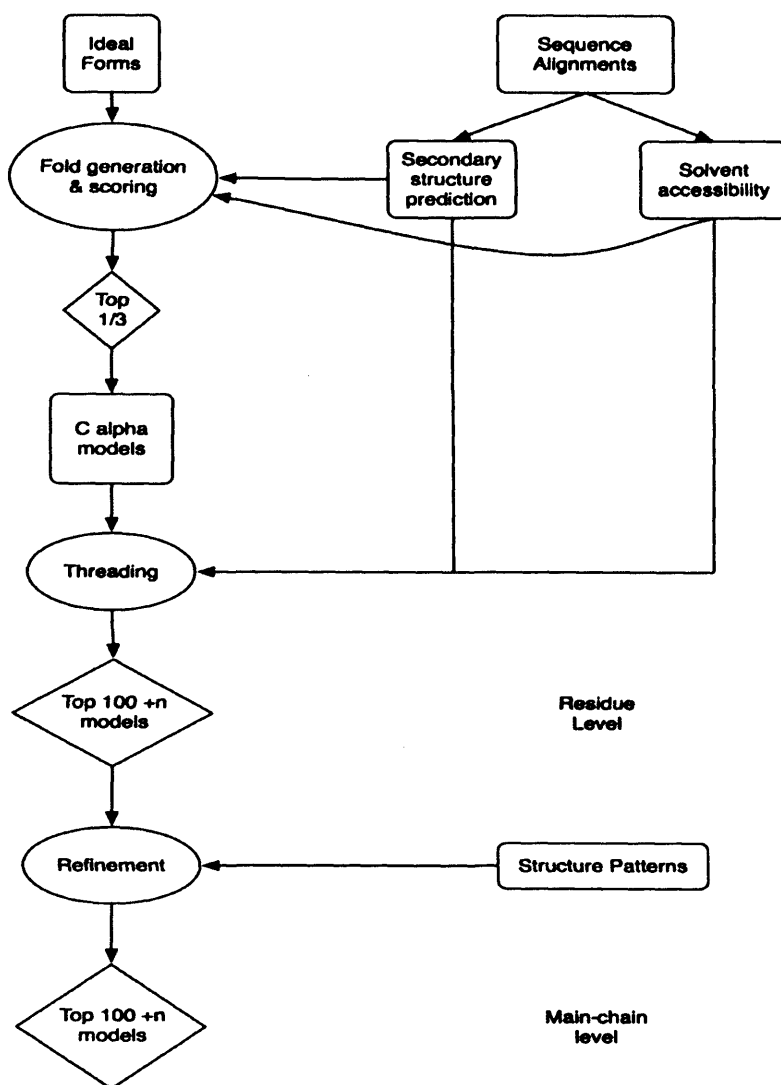 Ideal
Forms
Sequence
Alignments
Fold generation
& scoring
Secondary
structure
prediction
Solvent
accessibility
Top
1/3
C alpha
models
Threading
Top 100 +n
models
Residue
Level
Refinement
Structure Patterns
Top 100 +n
models
Main-chain
level